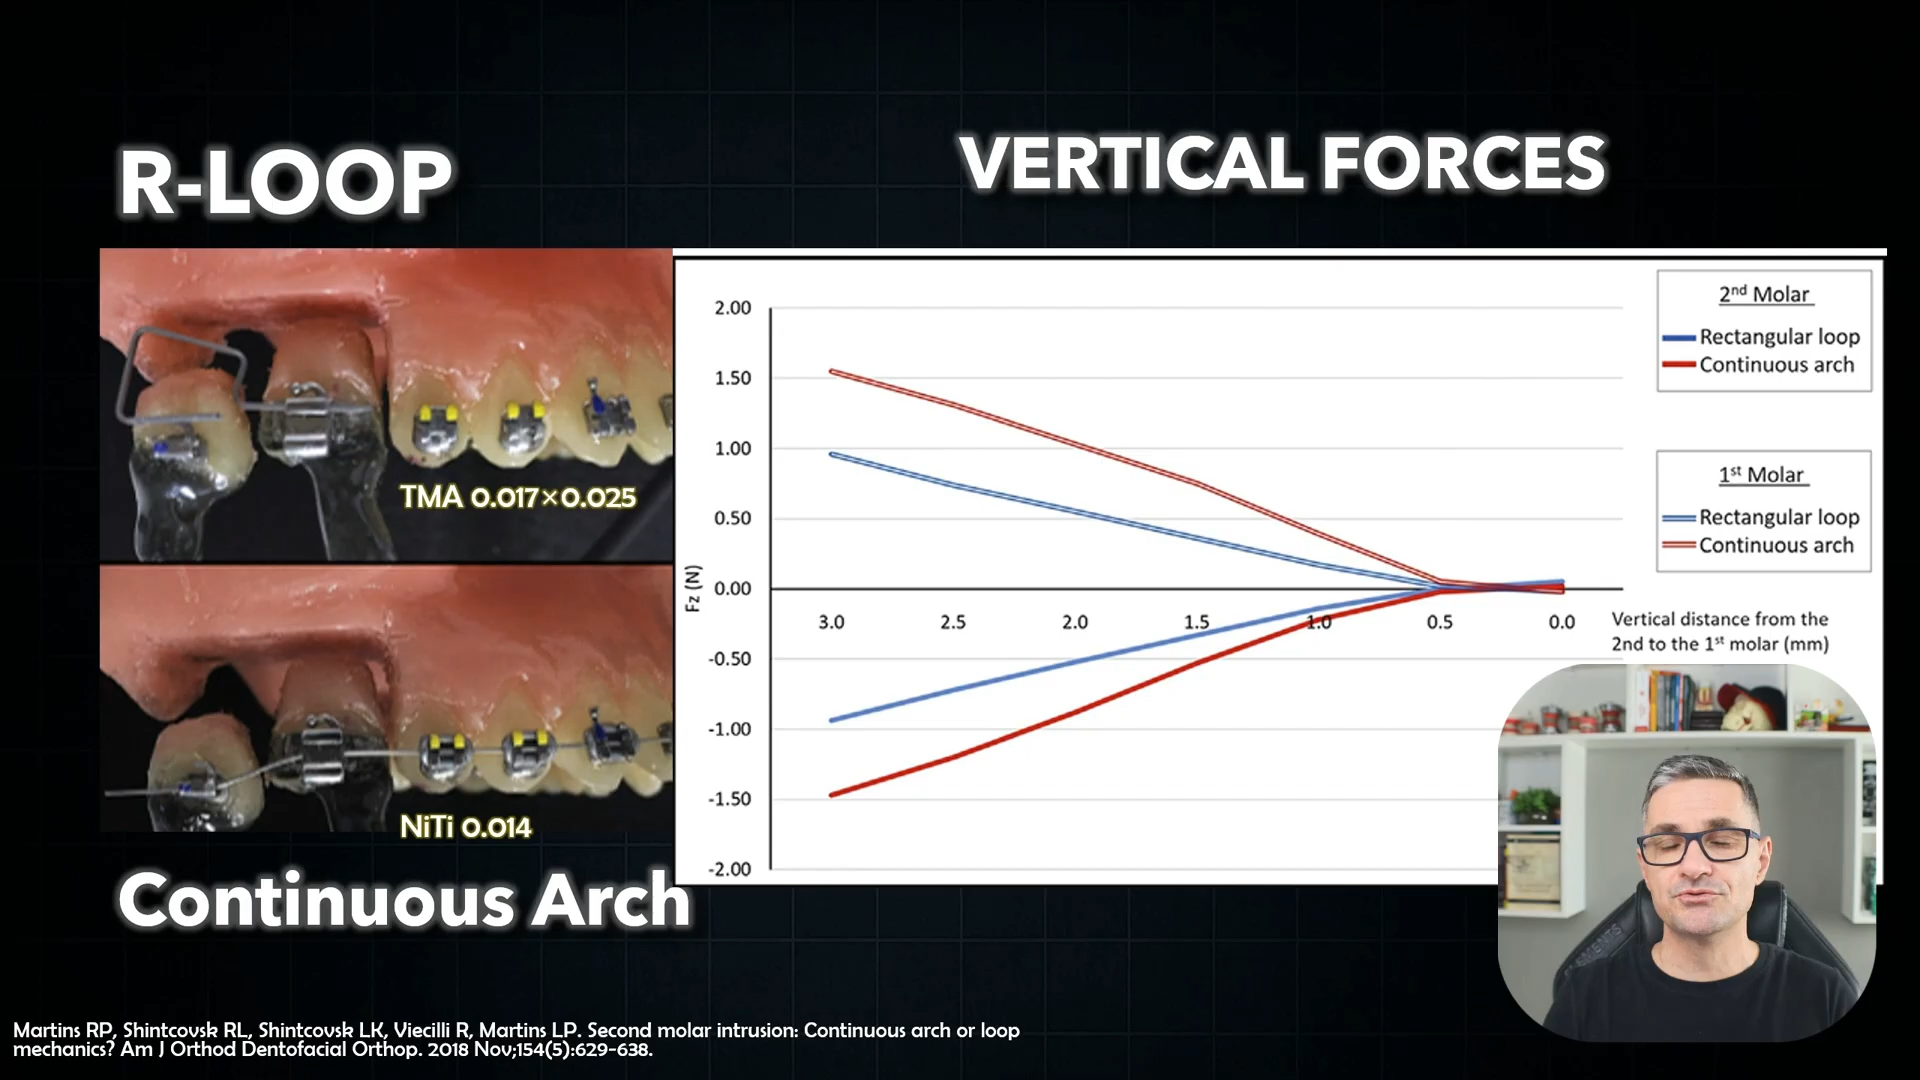 R-LOOP
VERTICAL FORCES
TMA 0.017×0.025
NiTi 0.014
Continuous Arch
2nd Molar
Rectangular loop
Continuous arch
1st Molar
Rectangular loop
Continuous arch
Fz (N)
2.00
1.50
1.00
0.50
0.00
-0.50
-1.00
-1.50
-2.00
3.0 2.5 2.0 1.5 1.0 0.5 0.0
Vertical distance from the
2nd to the 1st molar (mm)
Martins RP, Shintcovsk RL, Shintcovsk LK, Viecilli R, Martins LP. Second molar intrusion: Continuous arch or loop
mechanics? Am J Orthod Dentofacial Orthop. 2018 Nov;154(5):629-638.